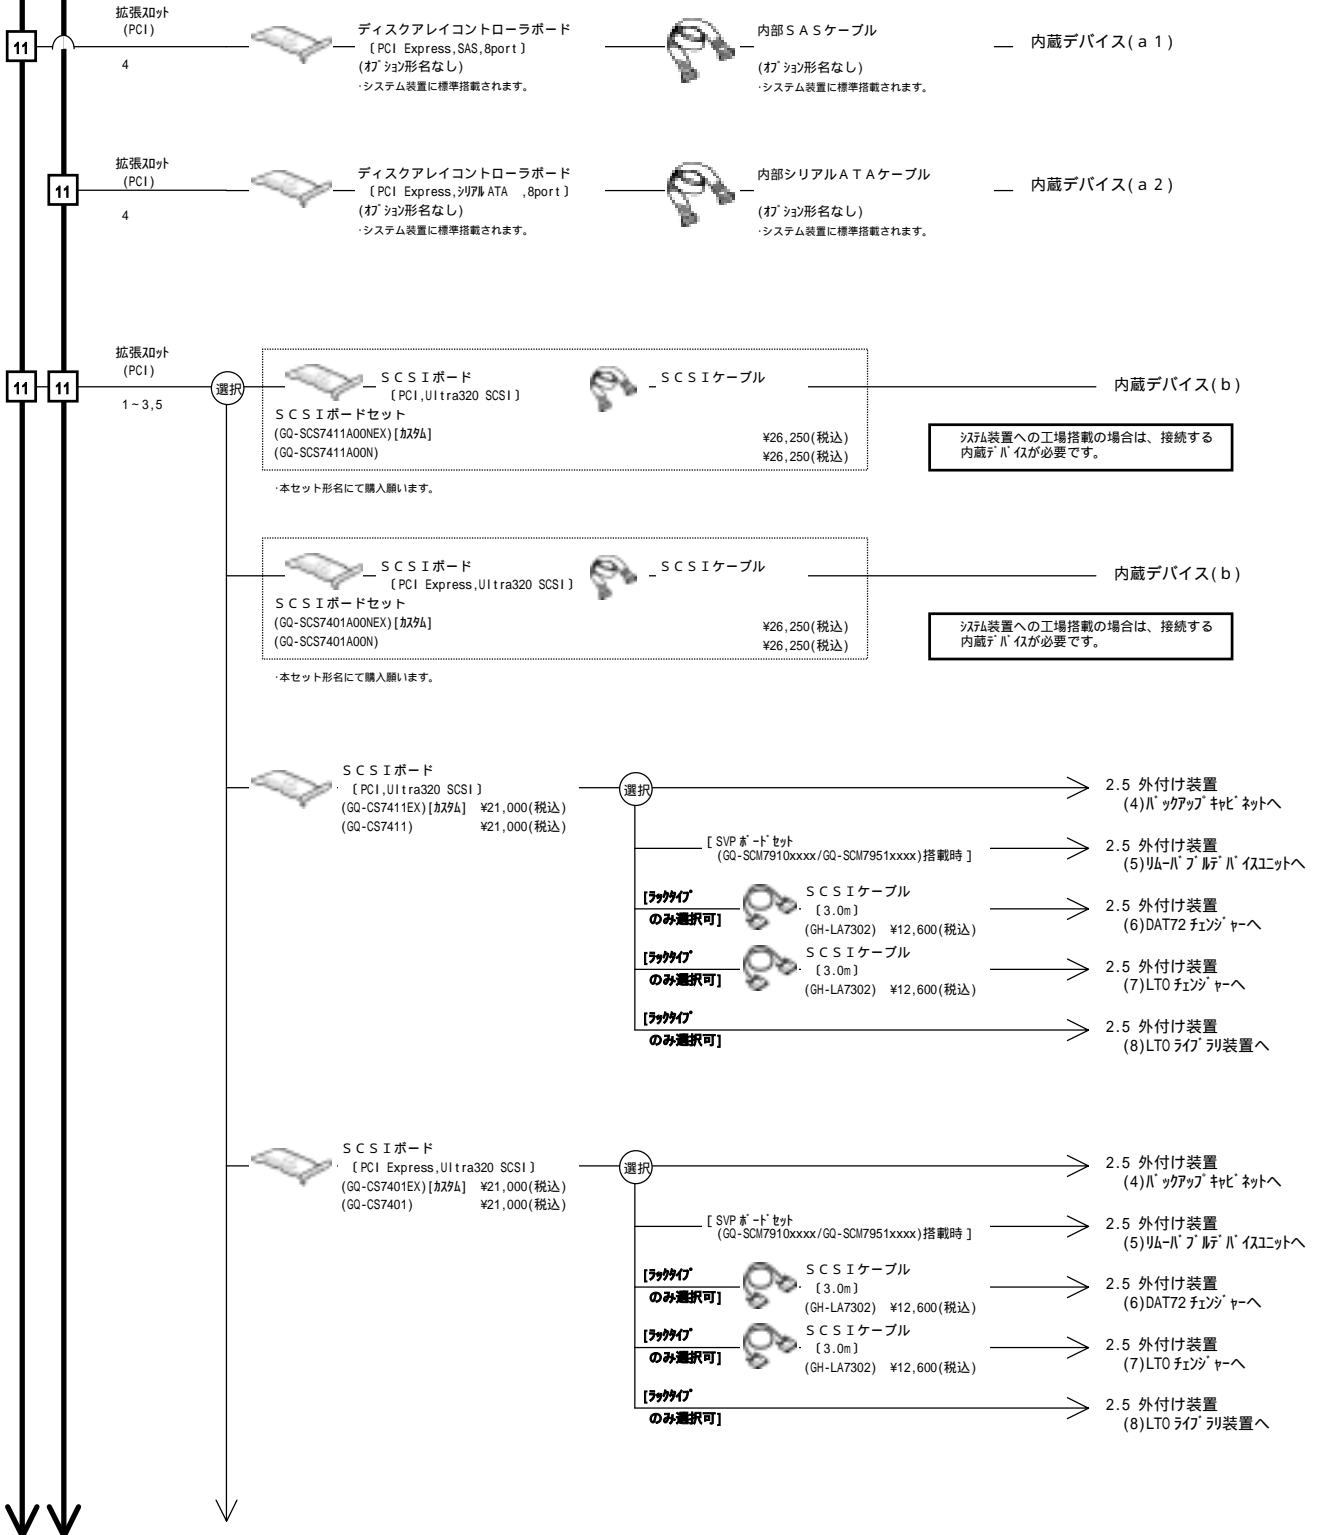 拡張スロット
(PCI)
11
4
ディスクアレイコントローラボード
〔PCI Express,SAS,8port〕
(オプション形名なし)
･システム装置に標準搭載されます。
内部ＳＡＳケーブル
(オプション形名なし)
･システム装置に標準搭載されます。
内蔵デバイス(a1)
拡張スロット
(PCI)
11
4
ディスクアレイコントローラボード
〔PCI Express,シリアルATA ,8port〕
(オプション形名なし)
･システム装置に標準搭載されます。
内部シリアルＡＴＡケーブル
(オプション形名なし)
･システム装置に標準搭載されます。
内蔵デバイス(a2)
拡張スロット
(PCI)
11 11
1~3,5
選択
ＳＣＳＩボード
〔PCI,Ultra320 SCSI〕
ＳＣＳＩケーブル
内蔵デバイス(b)
ＳＣＳＩボードセット
(GQ-SCS7411A00NEX)[カスタム] ¥26,250(税込)
(GQ-SCS7411A00N) ¥26,250(税込)
システム装置への工場搭載の場合は、接続する
内蔵デバイスが必要です。
･本セット形名にて購入願います。
ＳＣＳＩボード
〔PCI Express,Ultra320 SCSI〕
ＳＣＳＩケーブル
内蔵デバイス(b)
ＳＣＳＩボードセット
(GQ-SCS7401A00NEX)[カスタム] ¥26,250(税込)
(GQ-SCS7401A00N) ¥26,250(税込)
システム装置への工場搭載の場合は、接続する
内蔵デバイスが必要です。
･本セット形名にて購入願います。
ＳＣＳＩボード
〔PCI,Ultra320 SCSI〕
(GQ-CS7411EX)[カスタム] ¥21,000(税込)
(GQ-CS7411) ¥21,000(税込)
選択
2.5 外付け装置
(4)バックアップキャビネットへ
[SVPボードセット
(GQ-SCM7910xxxx/GQ-SCM7951xxxx)搭載時]
2.5 外付け装置
(5)リムーバブルデバイスユニットへ
[ラックタイプ
のみ選択可]
ＳＣＳＩケーブル
〔3.0m〕
(GH-LA7302) ¥12,600(税込)
2.5 外付け装置
(6)DAT72チェンジャーへ
[ラックタイプ
のみ選択可]
ＳＣＳＩケーブル
〔3.0m〕
(GH-LA7302) ¥12,600(税込)
2.5 外付け装置
(7)LTOチェンジャーへ
[ラックタイプ
のみ選択可]
2.5 外付け装置
(8)LTOライブラリ装置へ
ＳＣＳＩボード
〔PCI Express,Ultra320 SCSI〕
(GQ-CS7401EX)[カスタム] ¥21,000(税込)
(GQ-CS7401) ¥21,000(税込)
選択
2.5 外付け装置
(4)バックアップキャビネットへ
[SVPボードセット
(GQ-SCM7910xxxx/GQ-SCM7951xxxx)搭載時]
2.5 外付け装置
(5)リムーバブルデバイスユニットへ
[ラックタイプ
のみ選択可]
ＳＣＳＩケーブル
〔3.0m〕
(GH-LA7302) ¥12,600(税込)
2.5 外付け装置
(6)DAT72チェンジャーへ
[ラックタイプ
のみ選択可]
ＳＣＳＩケーブル
〔3.0m〕
(GH-LA7302) ¥12,600(税込)
2.5 外付け装置
(7)LTOチェンジャーへ
[ラックタイプ
のみ選択可]
2.5 外付け装置
(8)LTOライブラリ装置へ